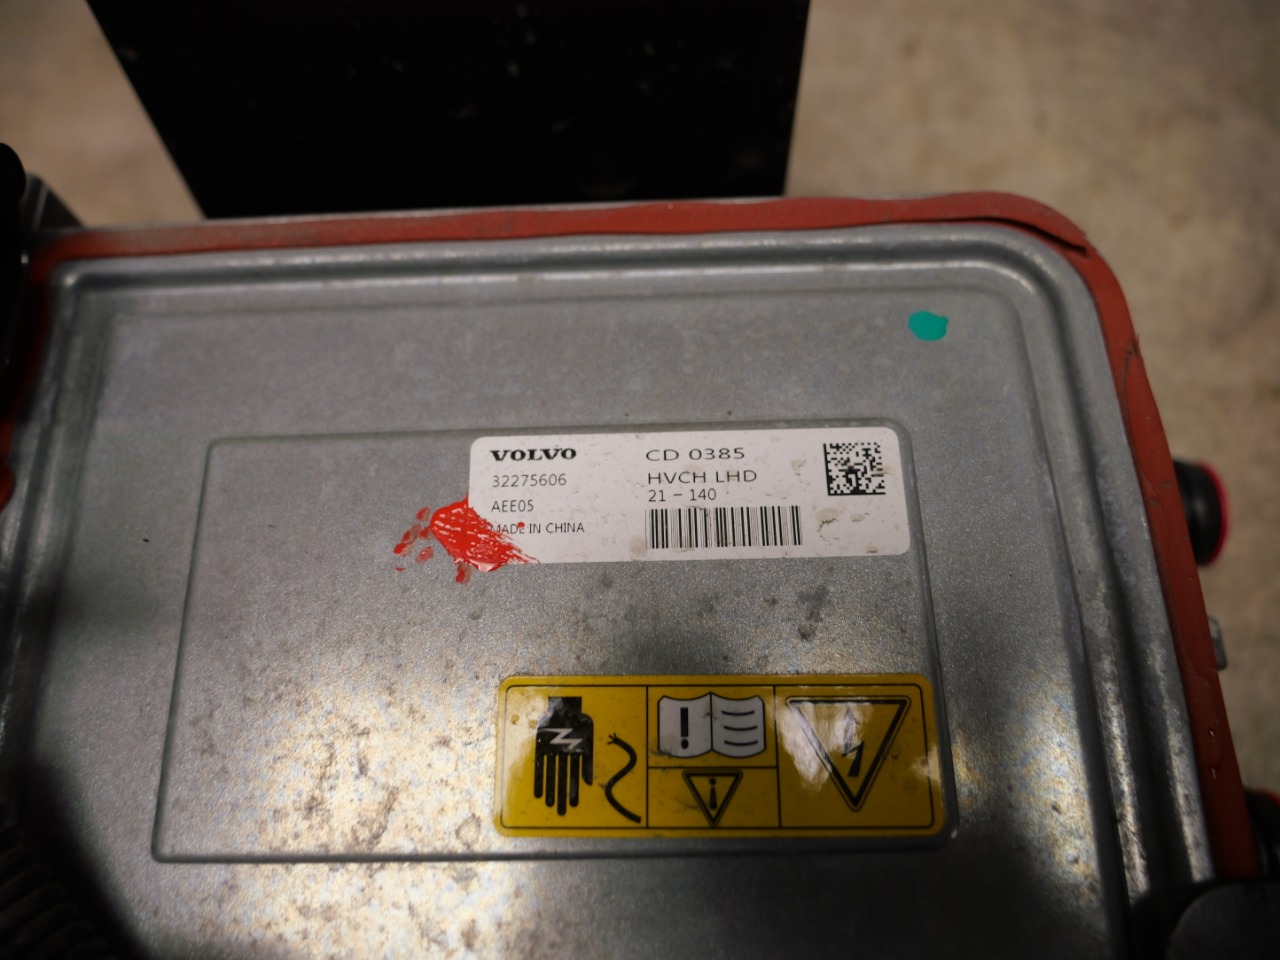 VOLVO
32275606
AEE05
MADE IN CHINA
CD 0385
HVCH LHD
21 - 140